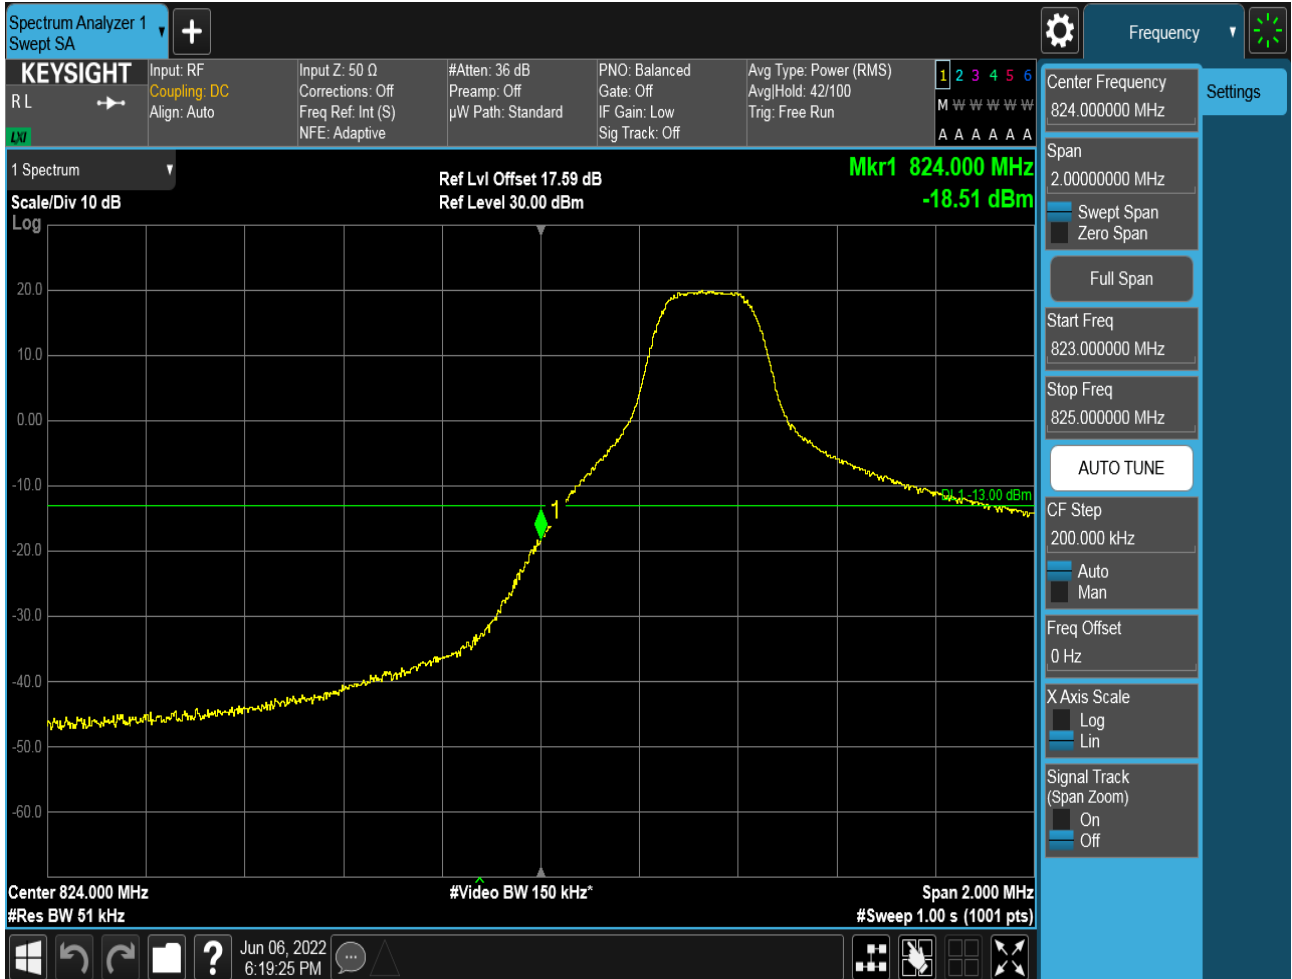 Spectrum Analyzer 1
Swept SA
Frequency
KEYSIGHT
R L
LXI
Input: RF
Coupling: DC
Align: Auto
Input Z: 50 Ω
Corrections: Off
Freq Ref: Int (S)
NFE: Adaptive
#Atten: 36 dB
Preamp: Off
µW Path: Standard
PNO: Balanced
Gate: Off
IF Gain: Low
Sig Track: Off
Avg Type: Power (RMS)
Avg|Hold: 42/100
Trig: Free Run
1 2 3 4 5 6
M W W W W W
A A A A A A
Center Frequency
824.000000 MHz
Settings
Span
2.00000000 MHz
Swept Span
Zero Span
Full Span
Start Freq
823.000000 MHz
Stop Freq
825.000000 MHz
AUTO TUNE
CF Step
200.000 kHz
Auto
Man
Freq Offset
0 Hz
X Axis Scale
Log
Lin
Signal Track
(Span Zoom)
On
Off
1 Spectrum
Scale/Div 10 dB
Log
Ref Lvl Offset 17.59 dB
Ref Level 30.00 dBm
Mkr1 824.000 MHz
-18.51 dBm
20.0
10.0
0.00
-10.0
-20.0
-30.0
-40.0
-50.0
-60.0
DL1 -13.00 dBm
1
Center 824.000 MHz
#Res BW 51 kHz
#Video BW 150 kHz*
Span 2.000 MHz
#Sweep 1.00 s (1001 pts)
?
Jun 06, 2022
6:19:25 PM